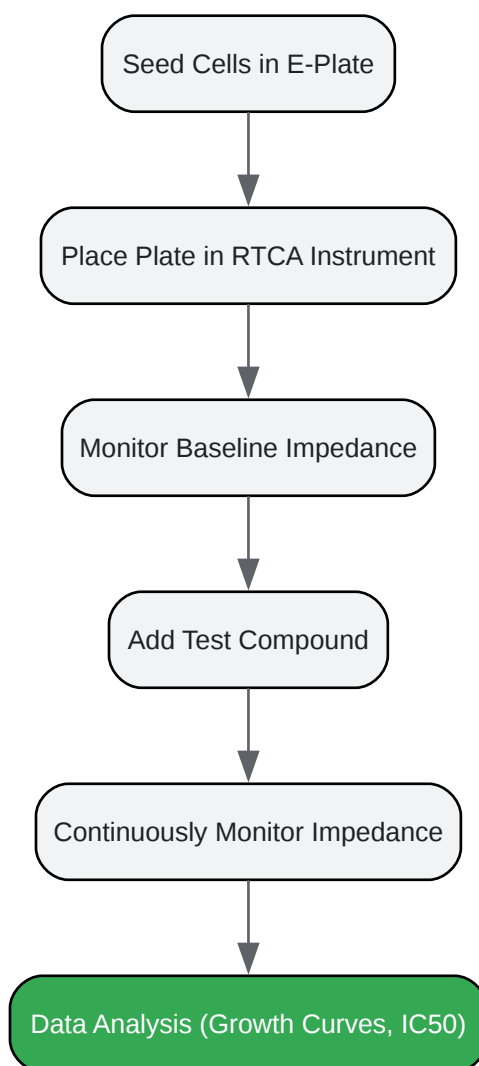 Seed Cells in E-Plate
Place Plate in RTCA Instrument
Monitor Baseline Impedance
Add Test Compound
Continuously Monitor Impedance
Data Analysis (Growth Curves, IC50)